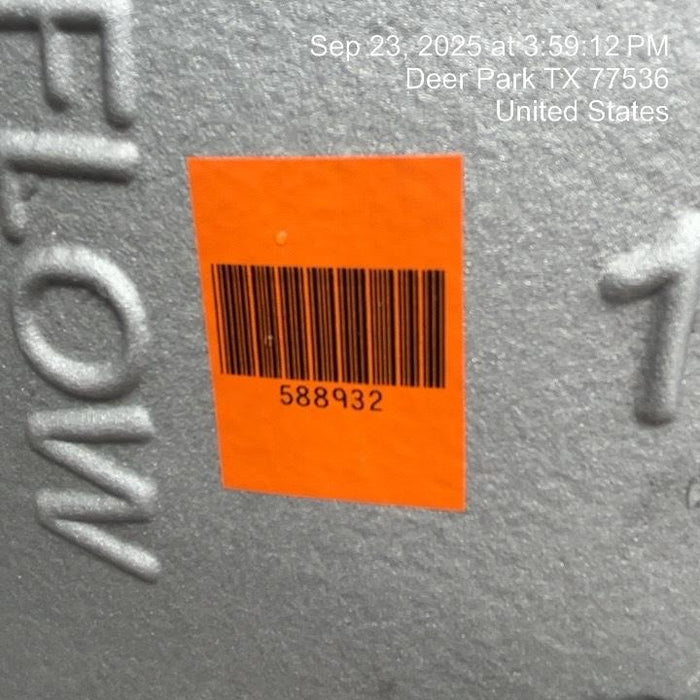 Sep 23, 2025 at 3:59:12 PM
Deer Park TX 77536
United States
FLOW
1
588932